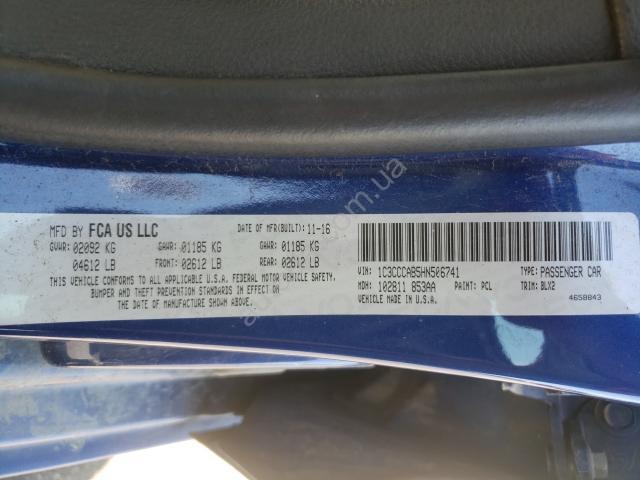 MFD BY FCA US LLC DATE OF MFR(BUILT): 11-16
GVWR: 02092 KG GAWR: 01185 KG GAWR: 01185 KG
04612 LB FRONT: 02612 LB REAR: 02612 LB
THIS VEHICLE CONFORMS TO ALL APPLICABLE U.S.A. FEDERAL MOTOR VEHICLE SAFETY,
BUMPER AND THEFT PREVENTION STANDARDS IN EFFECT ON
THE DATE OF MANUFACTURE SHOWN ABOVE.
VIN: 1C3CCCAB5HN506741 TYPE: PASSENGER CAR
MDH: 102811 853AA PAINT: PCL TRIM: BLX2
VEHICLE MADE IN U.S.A. 4658843